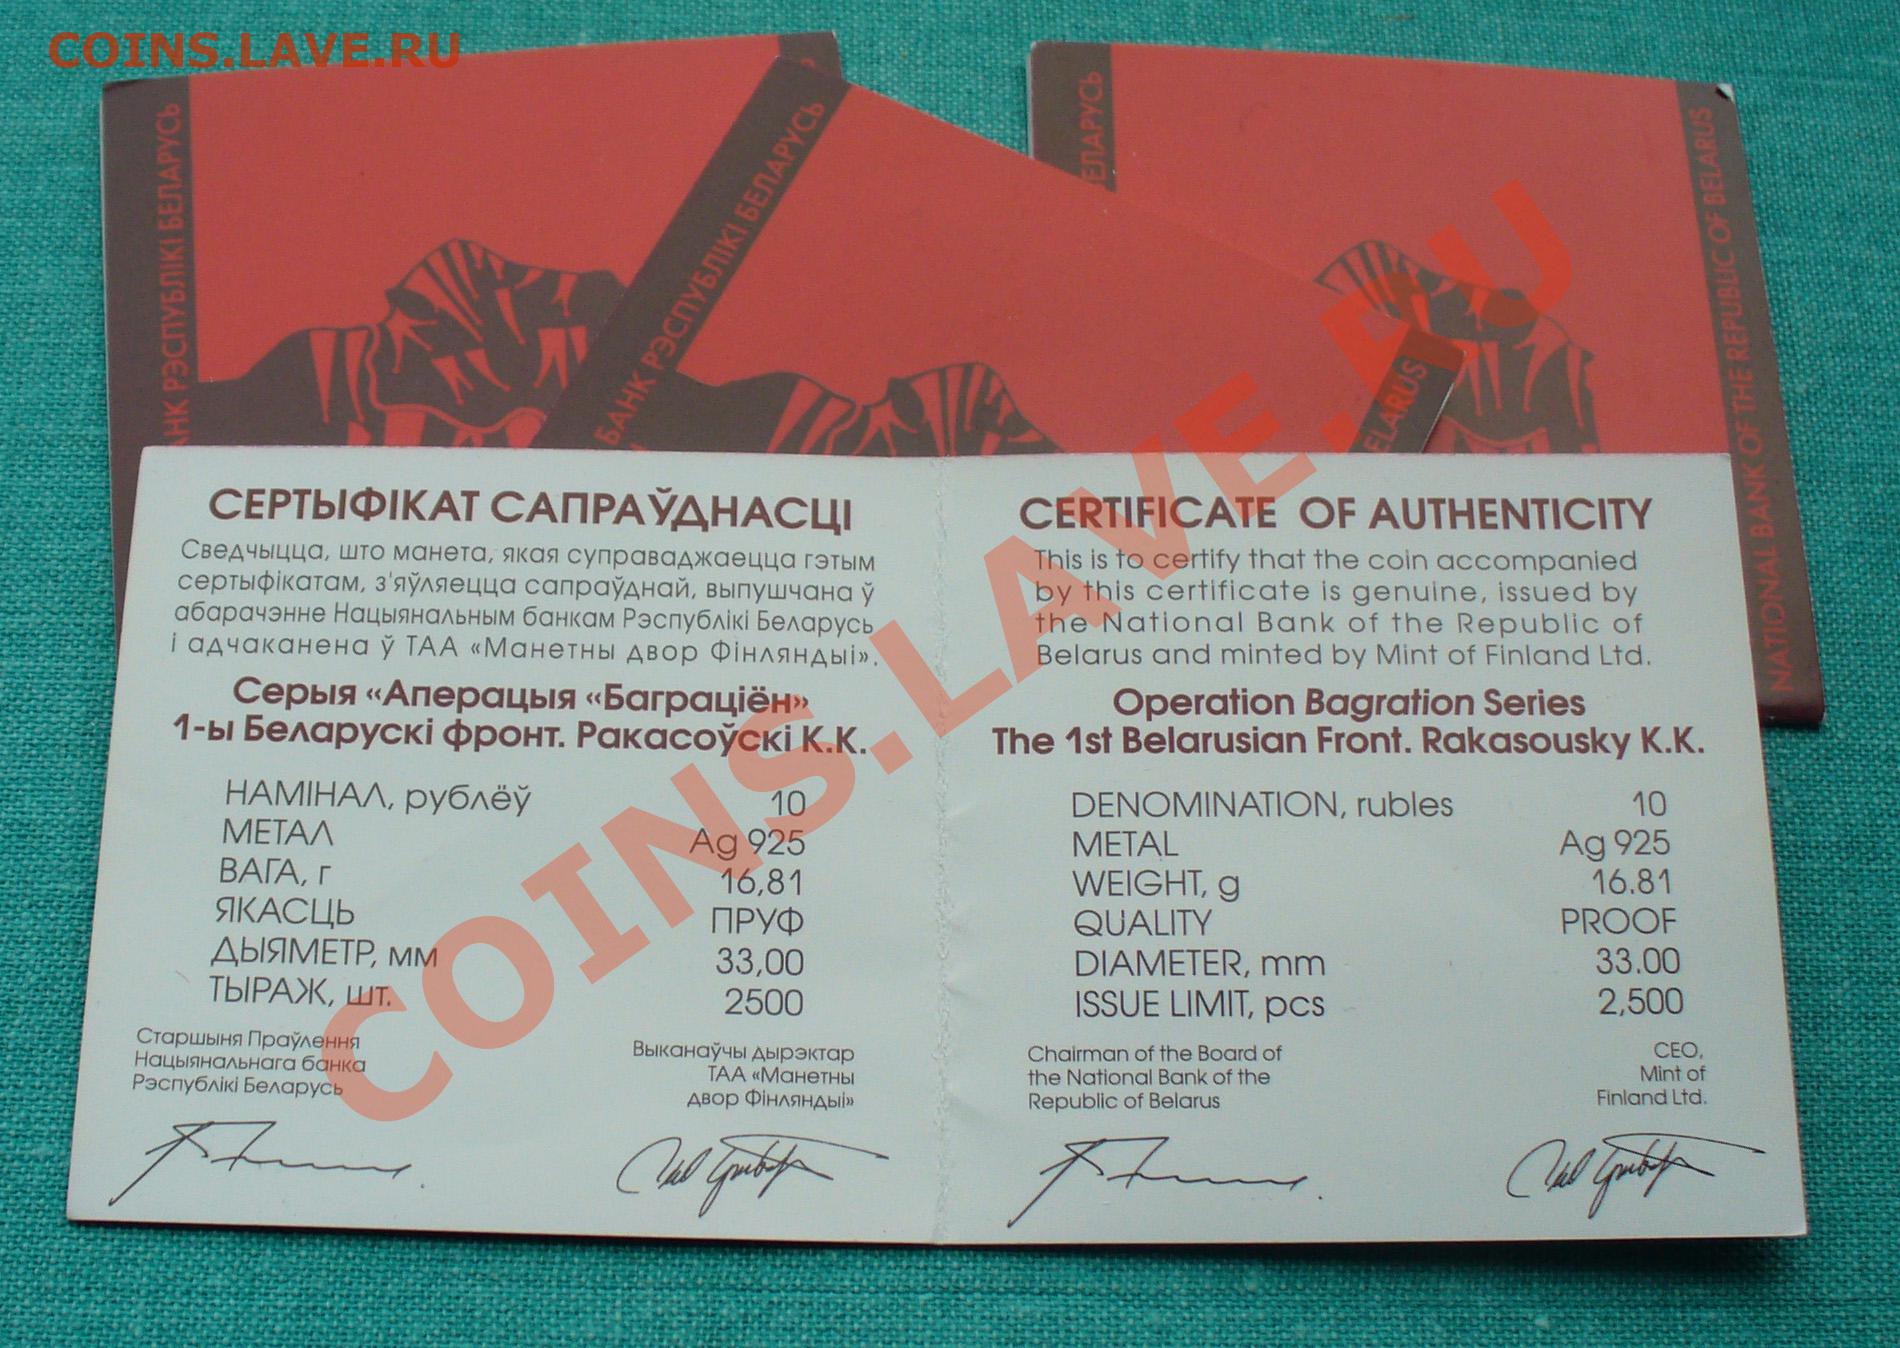 COINS.LAVE.RU
БАНК РЭСПУБЛІКІ БЕЛАРУСЬ
БАНК РЭСПУБЛІКІ БЕЛАРУСЬ
БЕЛАРУСЬ
NATIONAL BANK OF THE REPUBLIC OF BELARUS
BELARUS
СЕРТЫФІКАТ САПРАЎДНАСЦІ
Сведчыцца, што манета, якая суправаджаецца гэтым
сертыфікатам, з'яўляецца сапраўднай, выпушчана ў
абарачэнне Нацыянальным банкам Рэспублікі Беларусь
і адчаканена ў ТАА «Манетны двор Фінляндыі».
Серыя «Аперацыя «Баграціён»
1-ы Беларускі фронт. Ракасоўскі К.К.
НАМІНАЛ, рублёў 10
МЕТАЛ Ag 925
ВАГА, г 16,81
ЯКАСЦЬ ПРУФ
ДЫЯМЕТР, мм 33,00
ТЫРАЖ, шт. 2500
Старшыня Праўлення
Нацыянальнага банка
Рэспублікі Беларусь
Выканаўчы дырэктар
ТАА «Манетны
двор Фінляндыі»
CERTIFICATE OF AUTHENTICITY
This is to certify that the coin accompanied
by this certificate is genuine, issued by
the National Bank of the Republic of
Belarus and minted by Mint of Finland Ltd.
Operation Bagration Series
The 1st Belarusian Front. Rakasousky K.K.
DENOMINATION, rubles 10
METAL Ag 925
WEIGHT, g 16.81
QUALITY PROOF
DIAMETER, mm 33.00
ISSUE LIMIT, pcs 2,500
Chairman of the Board of
the National Bank of the
Republic of Belarus
CEO,
Mint of
Finland Ltd.
COINS.LAVE.RU